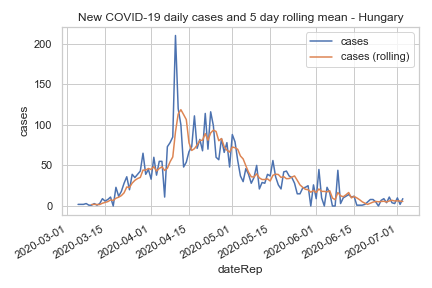 New COVID-19 daily cases and 5 day rolling mean - Hungary
cases
cases (rolling)
cases
200
150
100
50
0
2020-03-01
2020-03-15
2020-04-01
2020-04-15
2020-05-01
2020-05-15
2020-06-01
2020-06-15
2020-07-01
dateRep